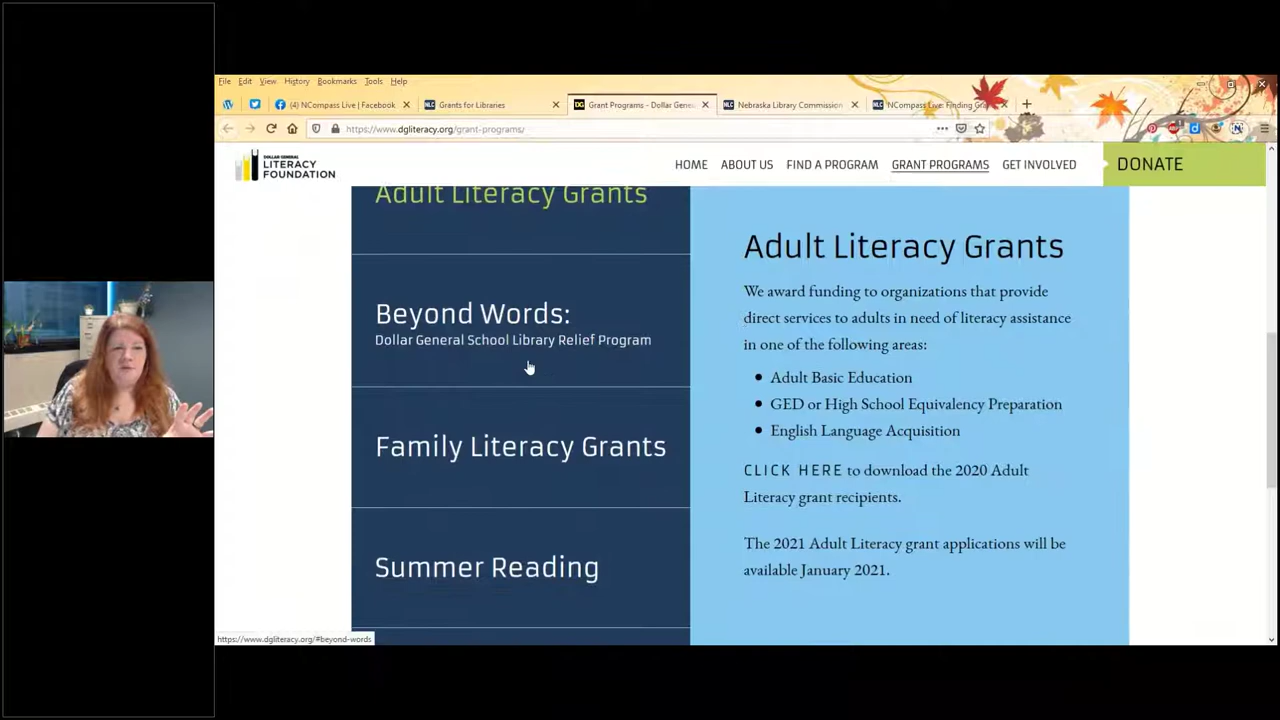 File Edit View History Bookmarks Tools Help
(4) NCompass Live | Facebook
Grants for Libraries
Grant Programs - Dollar Gene
Nebraska Library Commission
NCompass Live: Finding Gr
https://www.dgliteracy.org/grant-programs/
DOLLAR GENERAL
LITERACY
FOUNDATION
HOME ABOUT US FIND A PROGRAM GRANT PROGRAMS GET INVOLVED DONATE
Adult Literacy Grants
Beyond Words:
Dollar General School Library Relief Program
Family Literacy Grants
Summer Reading
Adult Literacy Grants
We award funding to organizations that provide
direct services to adults in need of literacy assistance
in one of the following areas:
• Adult Basic Education
• GED or High School Equivalency Preparation
• English Language Acquisition
CLICK HERE to download the 2020 Adult
Literacy grant recipients.
The 2021 Adult Literacy grant applications will be
available January 2021.
https://www.dgliteracy.org/#beyond-words